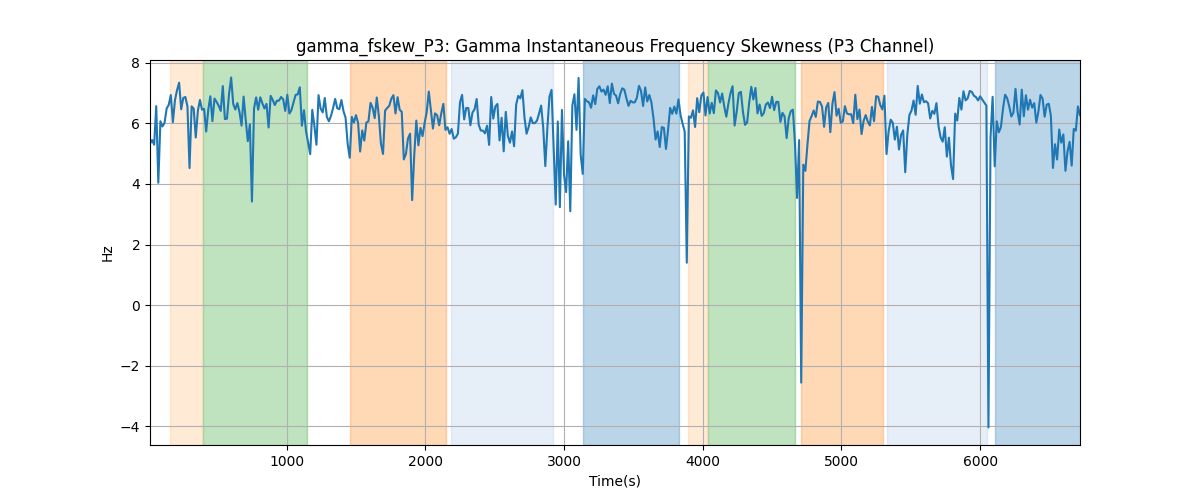 gamma_fskew_P3: Gamma Instantaneous Frequency Skewness (P3 Channel)
8
6
4
2
0
−2
−4
Hz
1000 2000 3000 4000 5000 6000
Time(s)